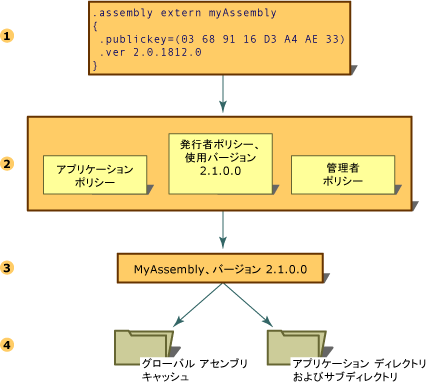 1
.assembly extern myAssembly
{
.publickey=(03 68 91 16 D3 A4 AE 33)
.ver 2.0.1812.0
}
2
アプリケーション
ポリシー
発行者ポリシー、
使用バージョン
2.1.0.0
管理者
ポリシー
3
MyAssembly、バージョン 2.1.0.0
4
グローバル アセンブリ
キャッシュ
アプリケーション ディレクトリ
およびサブディレクトリ